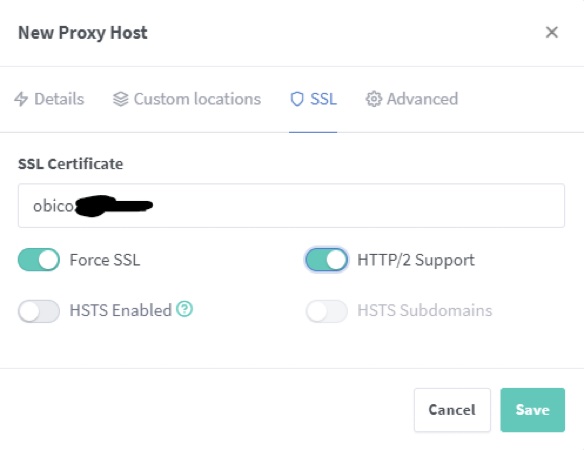 New Proxy Host
Details Custom locations SSL Advanced
SSL Certificate
obico
Force SSL HTTP/2 Support
HSTS Enabled HSTS Subdomains
Cancel Save